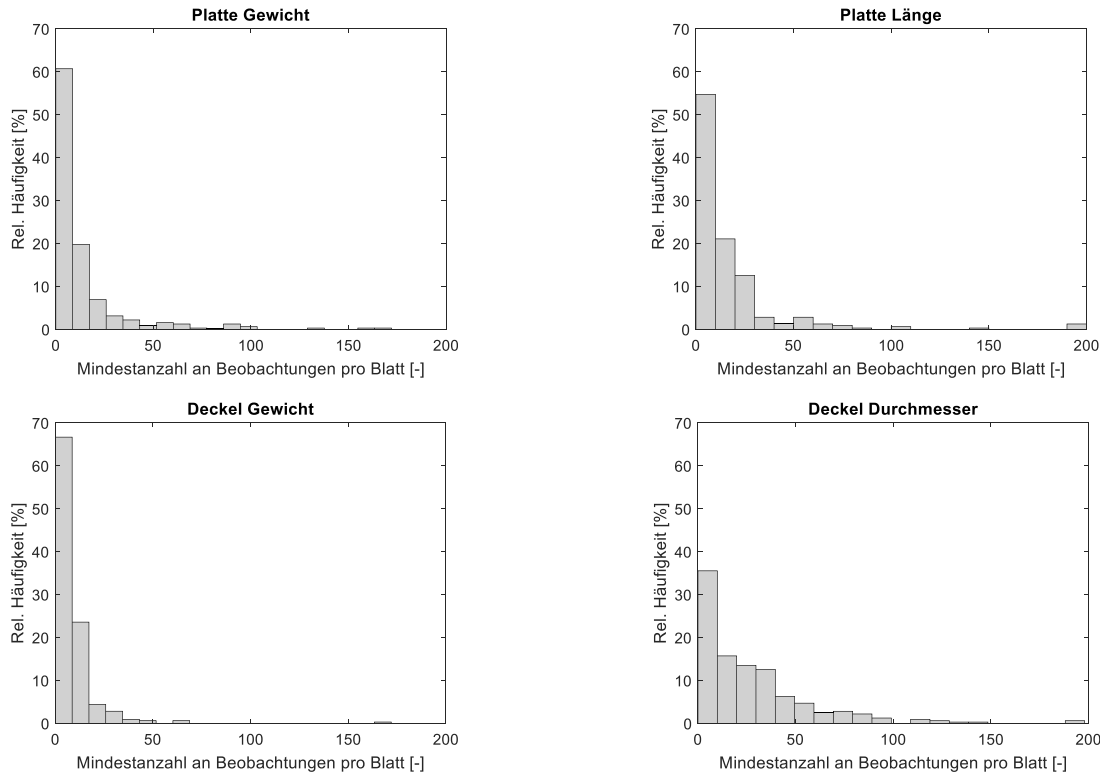 Platte Gewicht
70
60
50
40
30
20
10
0
Rel. Häufigkeit [%]
0 50 100 150 200
Mindestanzahl an Beobachtungen pro Blatt [-]
Platte Länge
70
60
50
40
30
20
10
0
Rel. Häufigkeit [%]
0 50 100 150 200
Mindestanzahl an Beobachtungen pro Blatt [-]
Deckel Gewicht
70
60
50
40
30
20
10
0
Rel. Häufigkeit [%]
0 50 100 150 200
Mindestanzahl an Beobachtungen pro Blatt [-]
Deckel Durchmesser
70
60
50
40
30
20
10
0
Rel. Häufigkeit [%]
0 50 100 150 200
Mindestanzahl an Beobachtungen pro Blatt [-]